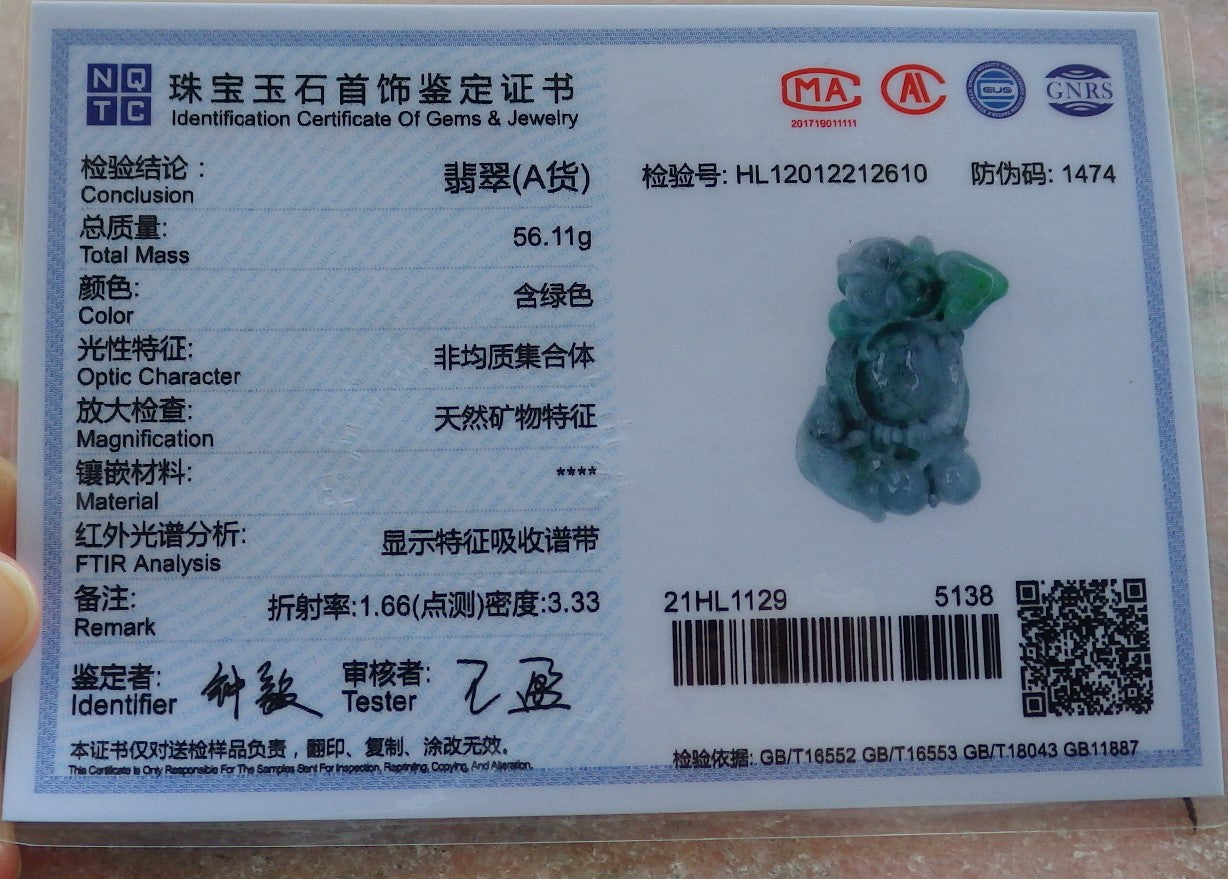 NQ
TC
珠宝玉石首饰鉴定证书
Identification Certificate Of Gems & Jewelry
检验结论：
Conclusion
翡翠(A货)
总质量:
Total Mass
56.11g
颜色:
Color
含绿色
光性特征:
Optic Character
非均质集合体
放大检查:
Magnification
天然矿物特征
镶嵌材料:
Material
****
红外光谱分析:
FTIR Analysis
显示特征吸收谱带
备注:
Remark
折射率:1.66(点测)密度:3.33
鉴定者:
Identifier
审核者:
Tester
本证书仅对送检样品负责，翻印、复制、涂改无效。
This Certificate Is Only Responsible For The Samples Sent For Inspection, Reprinting, Copying, And Alteration.
MA
201719011111
GNRS
检验号: HL12012212610 防伪码: 1474
21HL1129 5138
检验依据: GB/T16552 GB/T16553 GB/T18043 GB11887